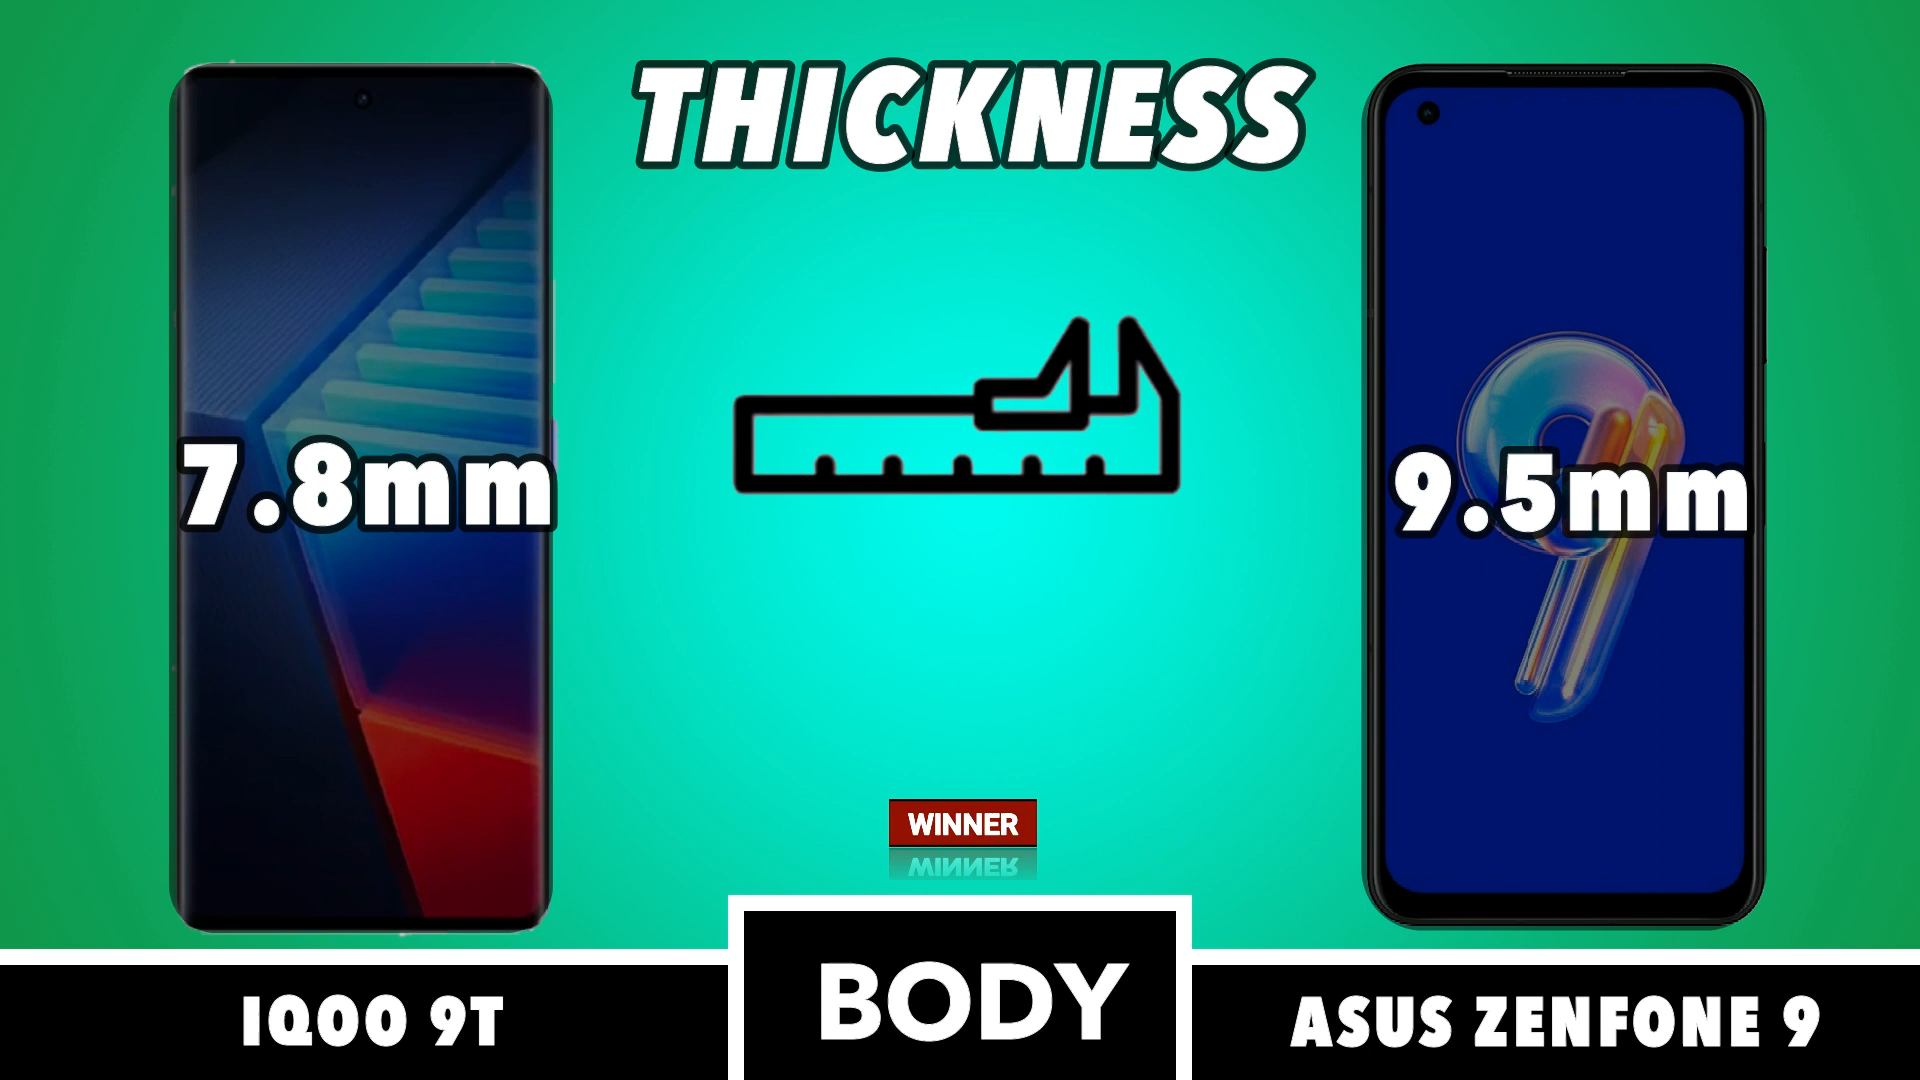 THICKNESS
7.8mm
9.5mm
WINNER
BODY
IQOO 9T
ASUS ZENFONE 9